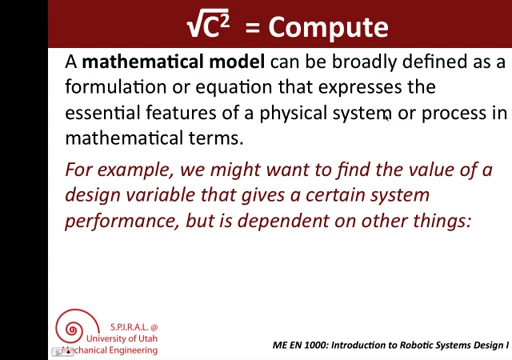 √C² = Compute
A mathematical model can be broadly defined as a
formulation or equation that expresses the
essential features of a physical system or process in
mathematical terms.
For example, we might want to find the value of a
design variable that gives a certain system
performance, but is dependent on other things:
S.P.I.R.A.L. @
University of Utah
Mechanical Engineering
ME EN 1000: Introduction to Robotic Systems Design I